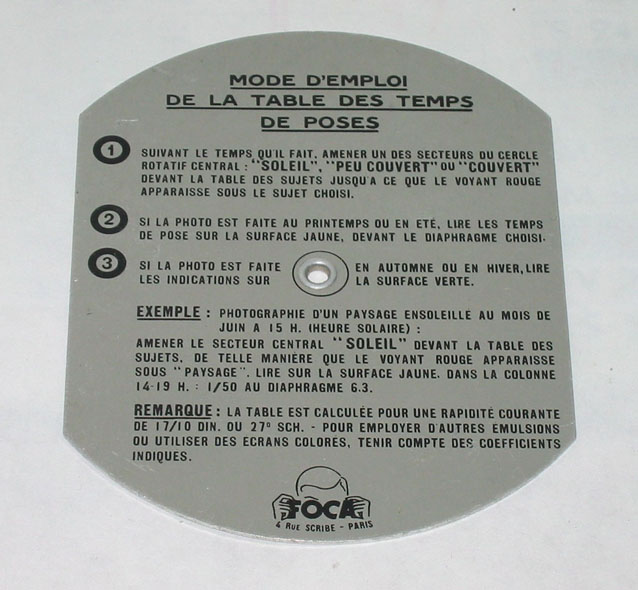 MODE D'EMPLOI
DE LA TABLE DES TEMPS
DE POSES
1 SUIVANT LE TEMPS QU'IL FAIT, AMENER UN DES SECTEURS DU CERCLE
ROTATIF CENTRAL : "SOLEIL", "PEU COUVERT" OU "COUVERT"
DEVANT LA TABLE DES SUJETS JUSQU'A CE QUE LE VOYANT ROUGE
APPARAISSE SOUS LE SUJET CHOISI.
2 SI LA PHOTO EST FAITE AU PRINTEMPS OU EN ETÉ, LIRE LES TEMPS
DE POSE SUR LA SURFACE JAUNE, DEVANT LE DIAPHRAGME CHOISI.
3 SI LA PHOTO EST FAITE EN AUTOMNE OU EN HIVER, LIRE
LES INDICATIONS SUR LA SURFACE VERTE.
EXEMPLE : PHOTOGRAPHIE D'UN PAYSAGE ENSOLEILLÉ AU MOIS DE
JUIN A 15 H. (HEURE SOLAIRE) :
AMENER LE SECTEUR CENTRAL "SOLEIL" DEVANT LA TABLE DES
SUJETS, DE TELLE MANIÈRE QUE LE VOYANT ROUGE APPARAISSE
SOUS "PAYSAGE". LIRE SUR LA SURFACE JAUNE. DANS LA COLONNE
14-19 H. : 1/50 AU DIAPHRAGME 6.3.
REMARQUE : LA TABLE EST CALCULÉE POUR UNE RAPIDITÉ COURANTE
DE 17/10 DIN. OU 27° SCH. - POUR EMPLOYER D'AUTRES ÉMULSIONS
OU UTILISER DES ÉCRANS COLORÉS, TENIR COMPTE DES COEFFICIENTS
INDIQUÉS.
FOCA
4 RUE SCRIBE - PARIS